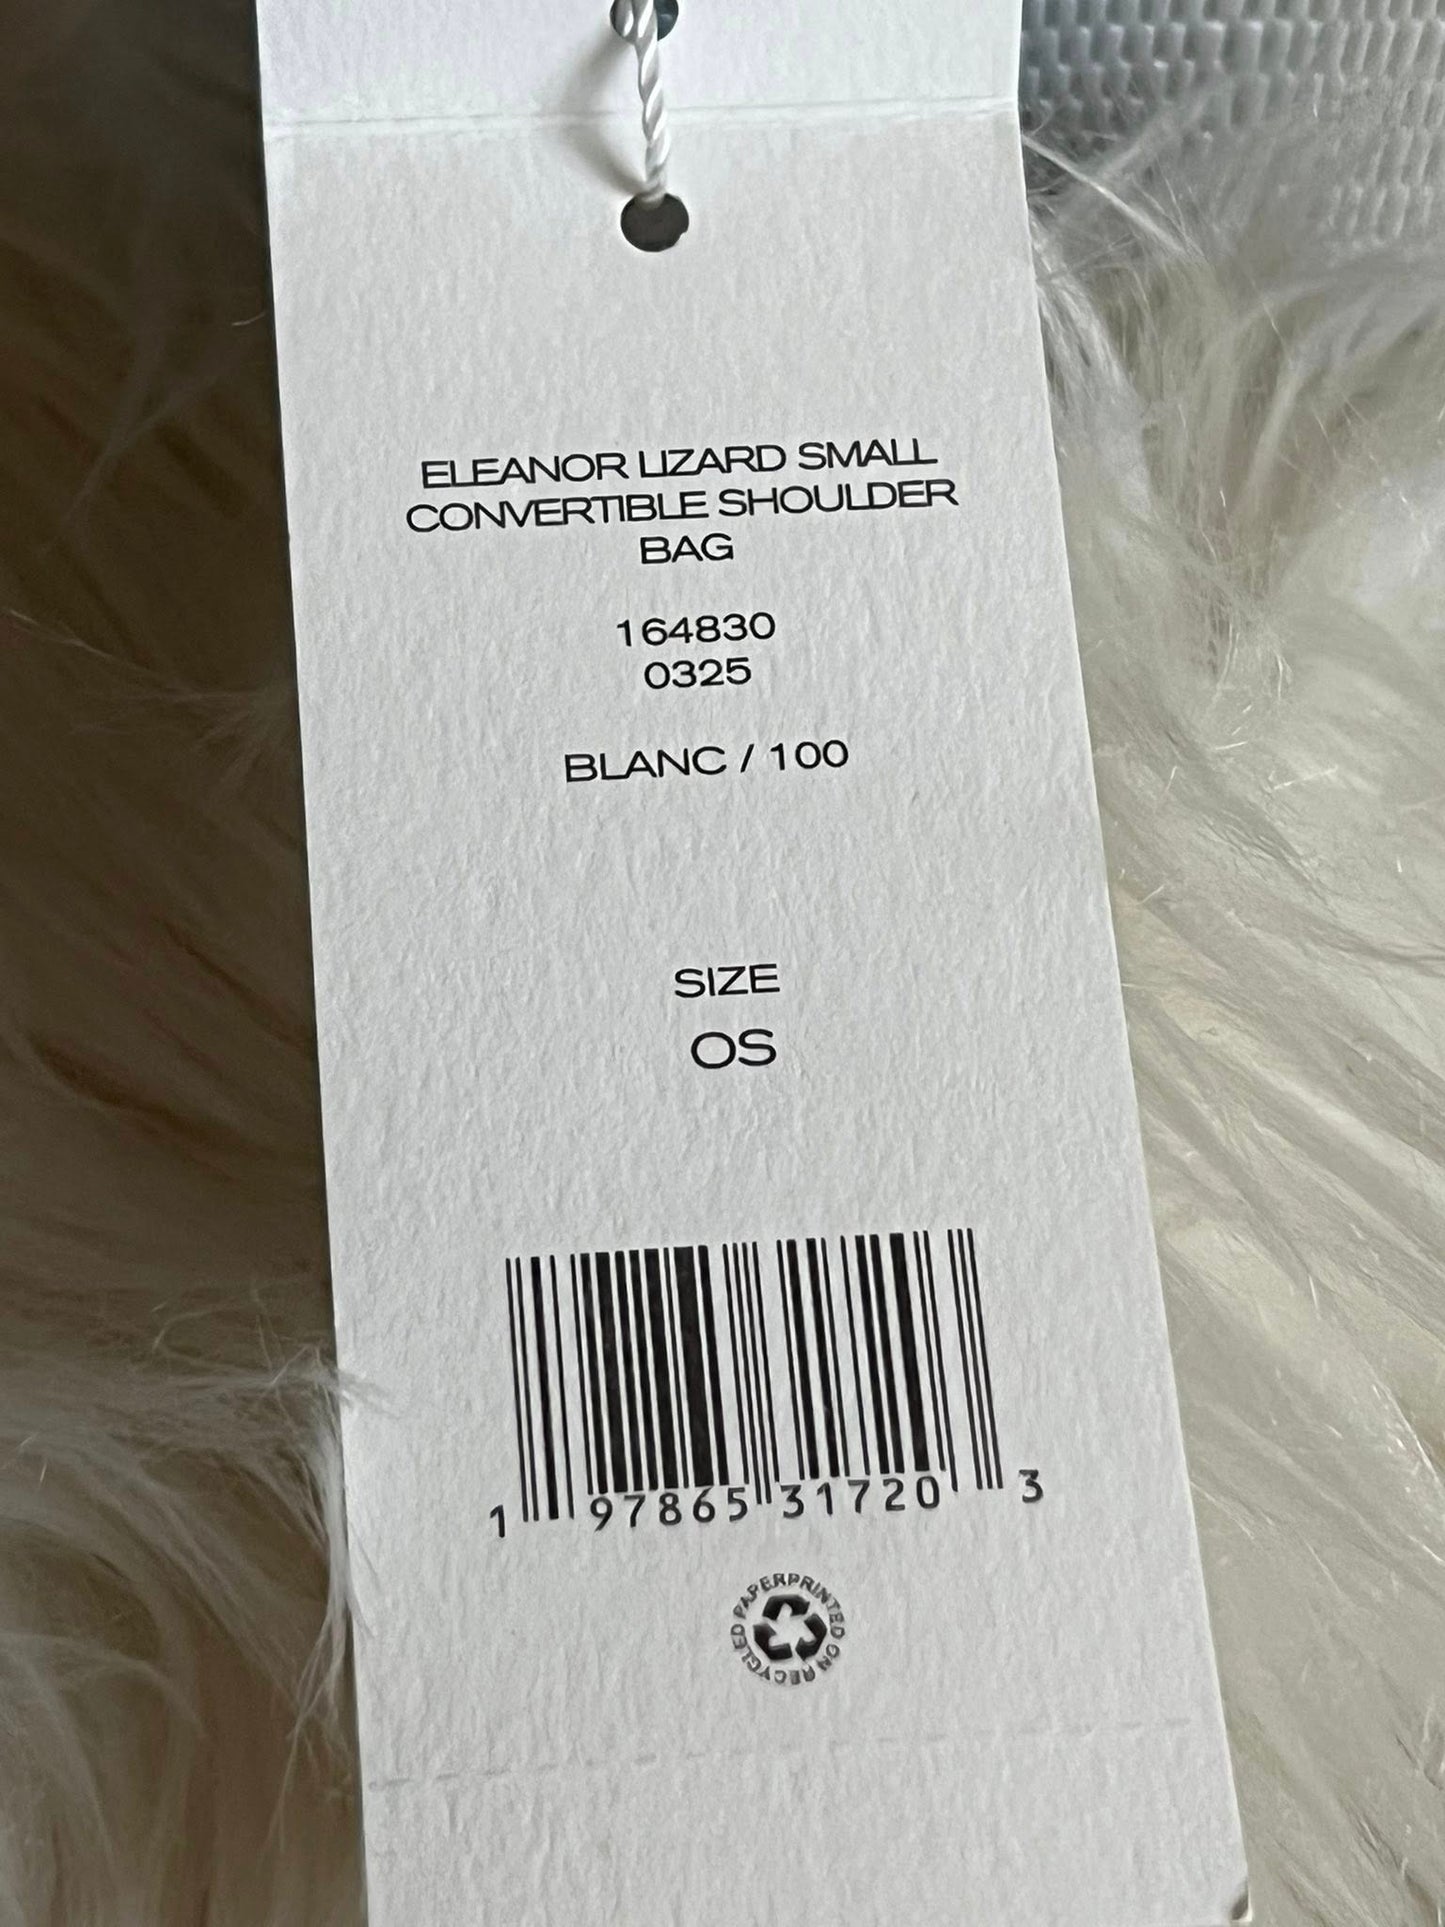 ELEANOR LIZARD SMALL
CONVERTIBLE SHOULDER
BAG
164830
0325
BLANC / 100
SIZE
OS
1 97865 31720 3
PRINTED ON RECYCLED PAPER